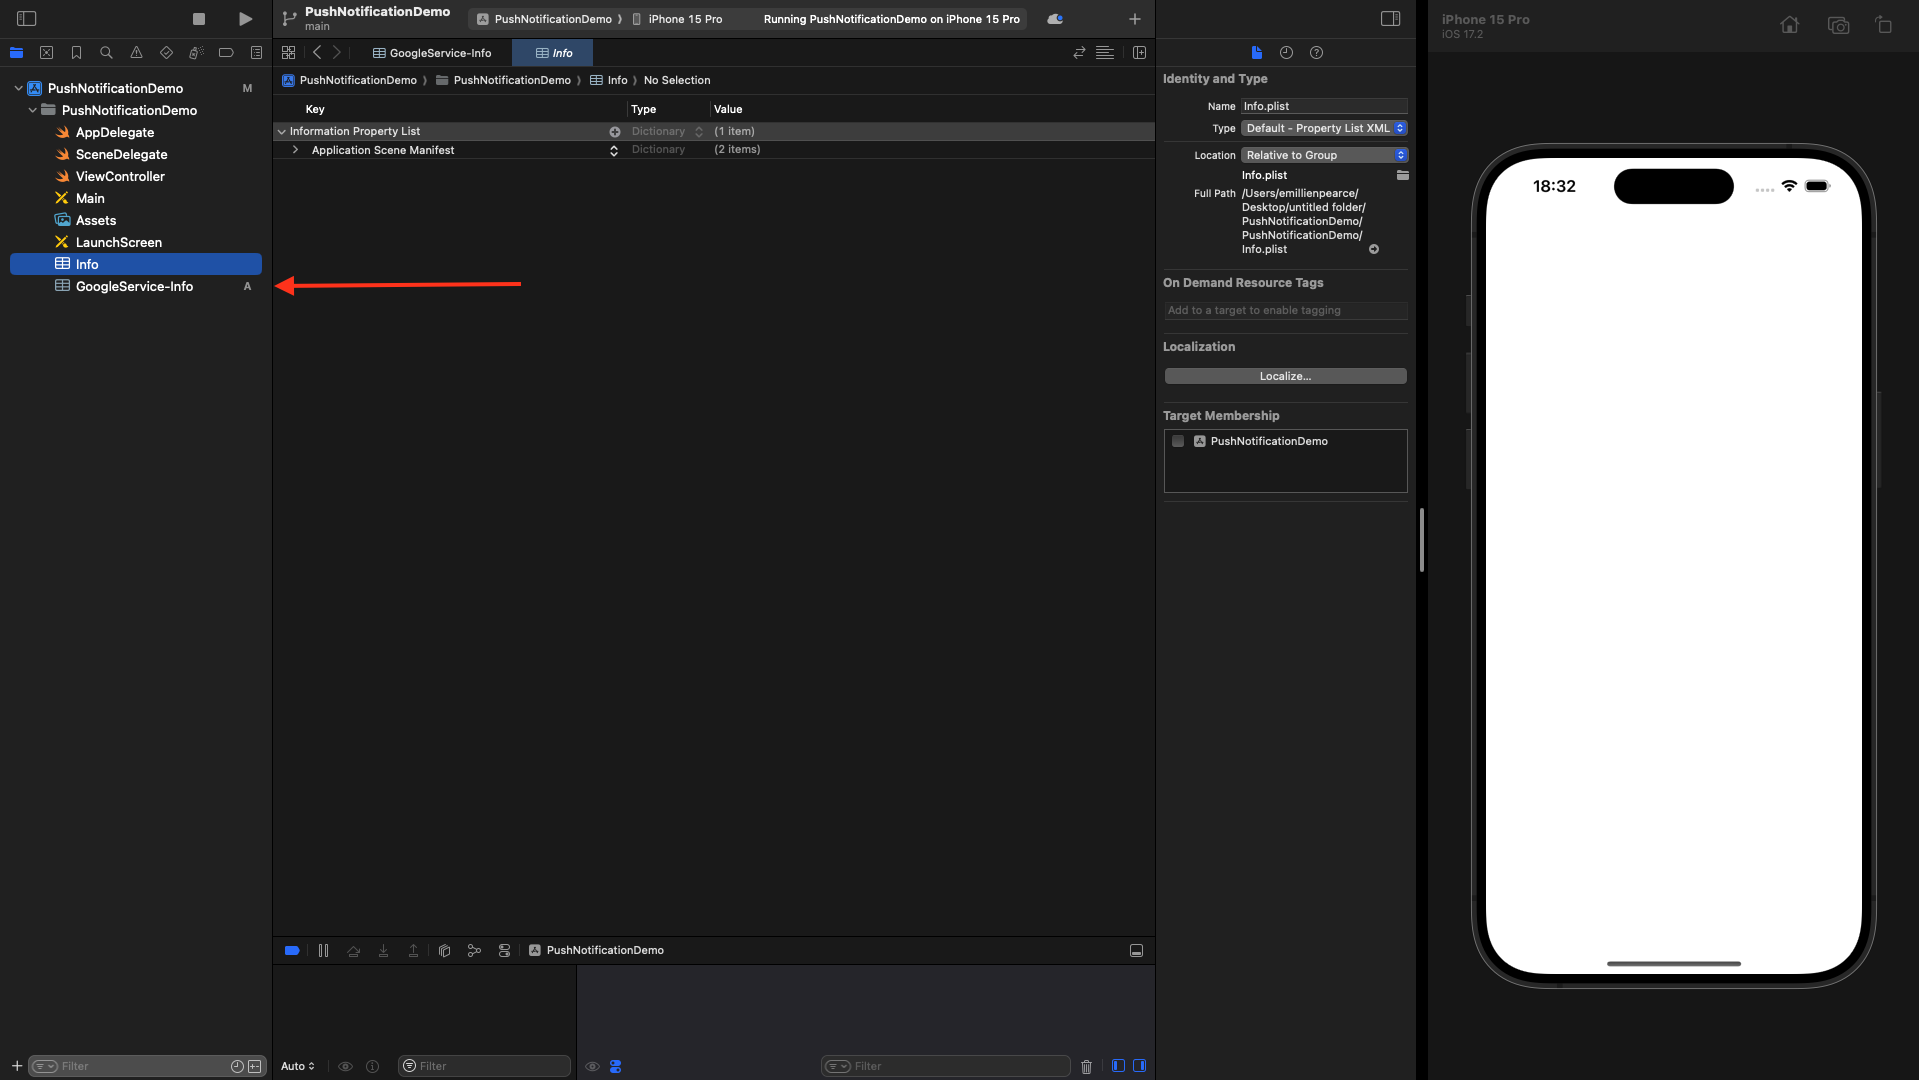 PushNotificationDemo
main
PushNotificationDemo
iPhone 15 Pro
Running PushNotificationDemo on iPhone 15 Pro
iPhone 15 Pro
iOS 17.2
GoogleService-Info
Info
PushNotificationDemo
PushNotificationDemo
Info
No Selection
PushNotificationDemo M
PushNotificationDemo
AppDelegate
SceneDelegate
ViewController
Main
Assets
LaunchScreen
Info
GoogleService-Info A
Key Type Value
Information Property List Dictionary (1 item)
Application Scene Manifest Dictionary (2 items)
Identity and Type
Name Info.plist
Type Default - Property List XML
Location Relative to Group
Info.plist
Full Path /Users/emillienpearce/
Desktop/untitled folder/
PushNotificationDemo/
PushNotificationDemo/
Info.plist
On Demand Resource Tags
Add to a target to enable tagging
Localization
Localize...
Target Membership
PushNotificationDemo
18:32
PushNotificationDemo
Filter
Auto
Filter
Filter